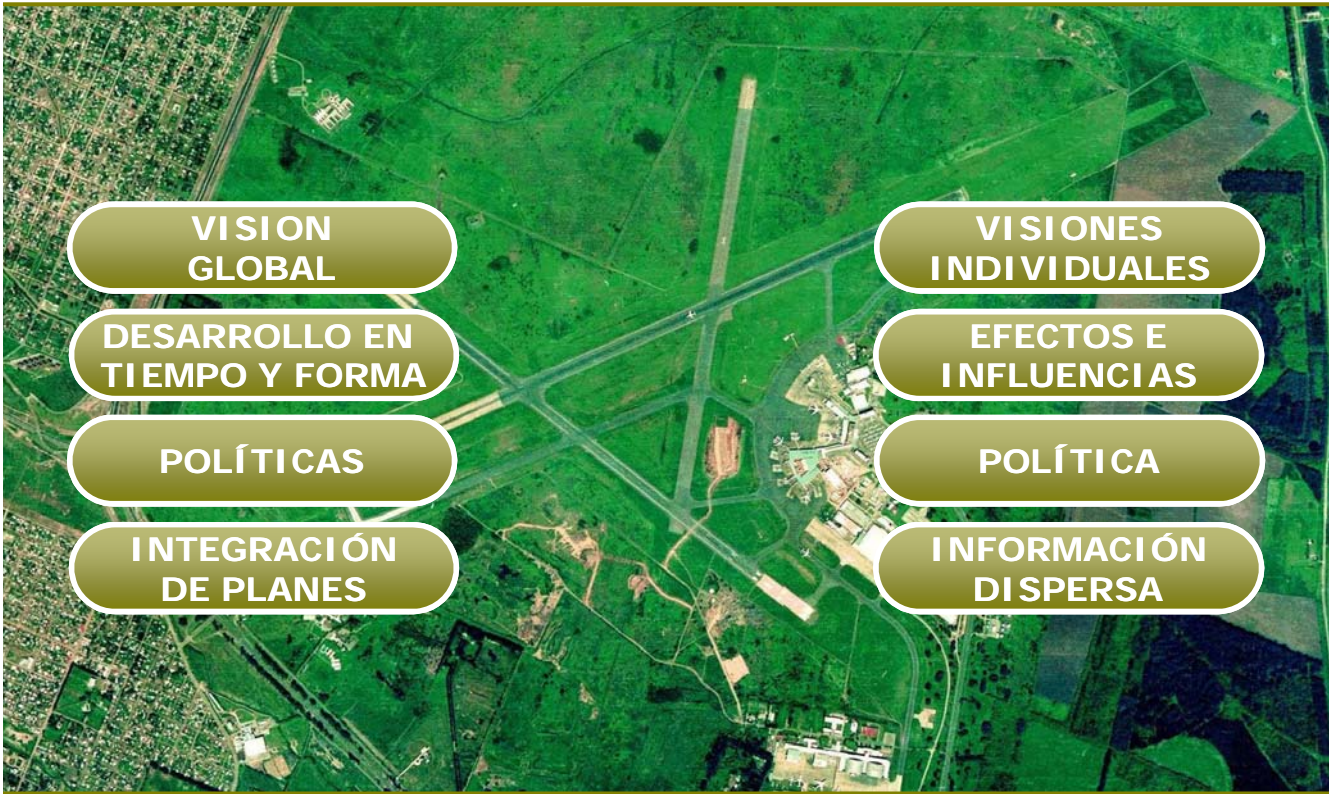 VISION
GLOBAL
VISIONES
INDIVIDUALES
DESARROLLO EN
TIEMPO Y FORMA
EFECTOS E
INFLUENCIAS
POLÍTICAS
POLÍTICA
INTEGRACIÓN
DE PLANES
INFORMACIÓN
DISPERSA